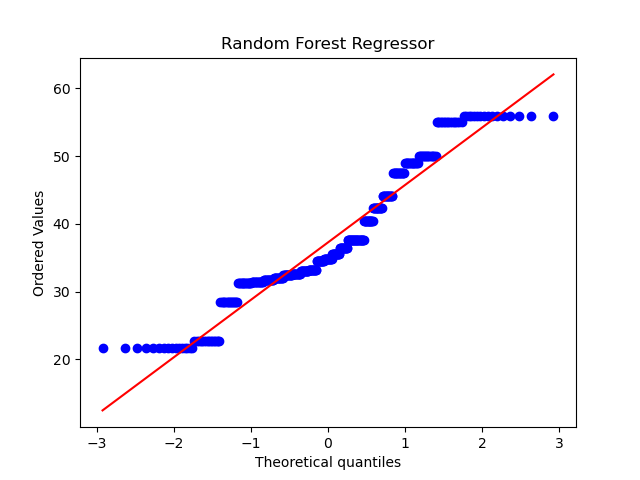 Random Forest Regressor
60
50
40
30
20
Ordered Values
−3 −2 −1 0 1 2 3
Theoretical quantiles